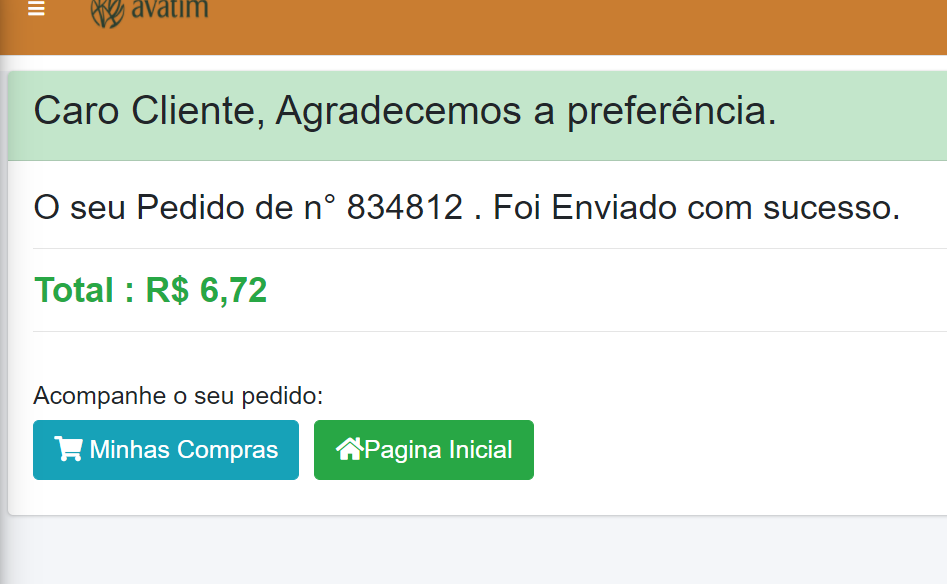 avatim
Caro Cliente, Agradecemos a preferência.
O seu Pedido de n° 834812 . Foi Enviado com sucesso.
Total : R$ 6,72
Acompanhe o seu pedido:
Minhas Compras
Pagina Inicial